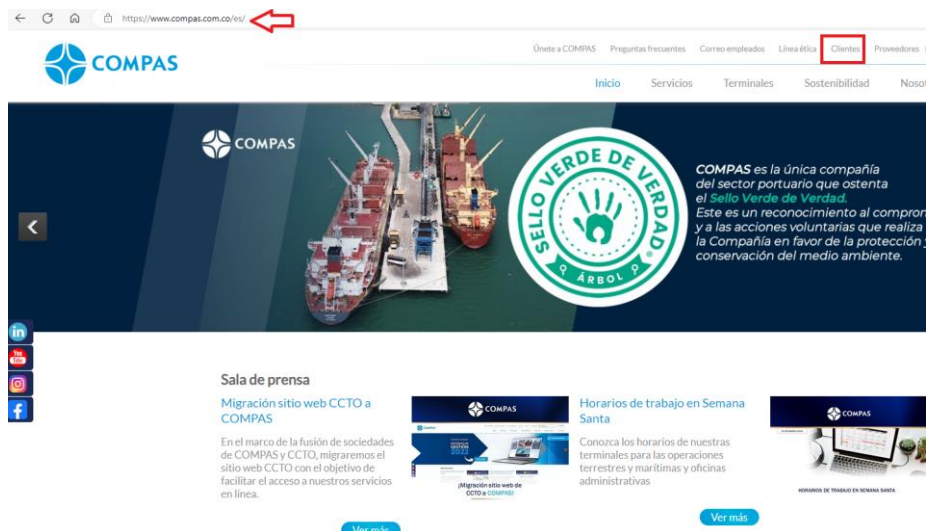 https://www.compas.com.co/es/
COMPAS
Únete a COMPAS Preguntas frecuentes Correo empleados Línea ética Clientes Proveedores
Inicio Servicios Terminales Sostenibilidad
COMPAS
SELLO VERDE DE VERDAD
ÁRBOL
COMPAS es la única compañía
del sector portuario que ostenta
el Sello Verde de Verdad.
Este es un reconocimiento al
y a las acciones voluntarias que realiza
la Compañía en favor de la protección y
conservación del medio ambiente.
in
You Tube
f
Sala de prensa
Migración sitio web CCTO a
COMPAS
En el marco de la fusión de sociedades
de COMPAS y CCTO, migraremos el
sitio web CCTO con el objetivo de
facilitar el acceso a nuestros servicios
en línea.
Ver más
COMPAS
2022
¡Migración sitio web de
CCTO a COMPAS!
Horarios de trabajo en Semana
Santa
Conozca los horarios de nuestras
terminales para las operaciones
terrestres y marítimas y oficinas
administrativas
Ver más
COMPAS
HORARIOS DE TRABAJO EN SEMANA SANTA